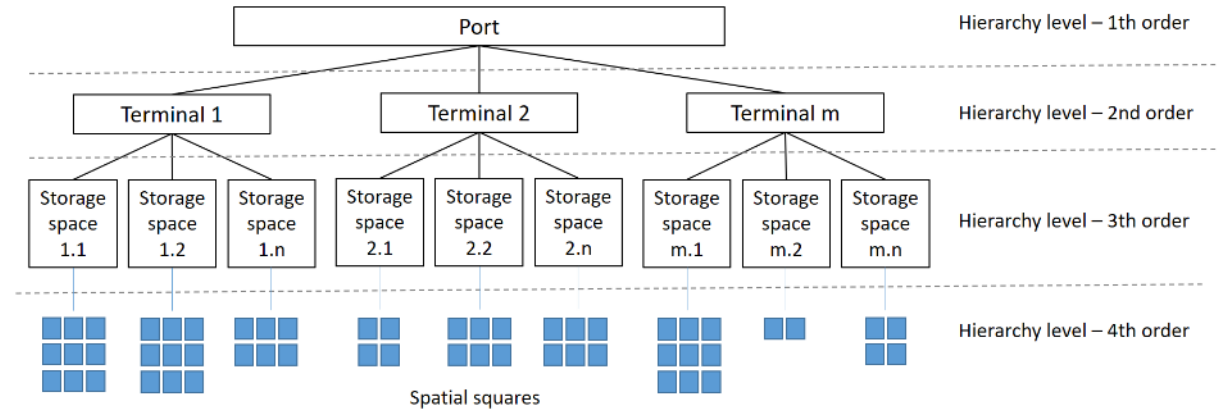 Port
Hierarchy level – 1th order
Terminal 1
Terminal 2
Terminal m
Hierarchy level – 2nd order
Storage
space
1.1
Storage
space
1.2
Storage
space
1.n
Storage
space
2.1
Storage
space
2.2
Storage
space
2.n
Storage
space
m.1
Storage
space
m.2
Storage
space
m.n
Hierarchy level – 3th order
Hierarchy level – 4th order
Spatial squares